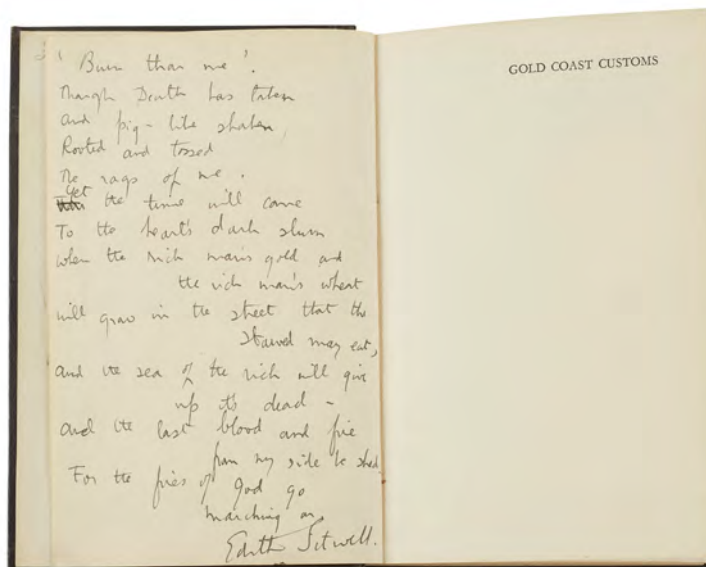 ' Burn than me '.
Though Death has taken
and pig-like shaken,
Rooted and tossed
The rags of me.
Yet the time will come
To the heart's dark slum
when the rich man's gold and
the rich man's wheat
will grow in the street that the
starved may eat,
and the sea of the rich will give
up its dead -
and the last blood and fire
from my side be shed.
For the fires of God go
marching on.
Edith Sitwell.
GOLD COAST CUSTOMS